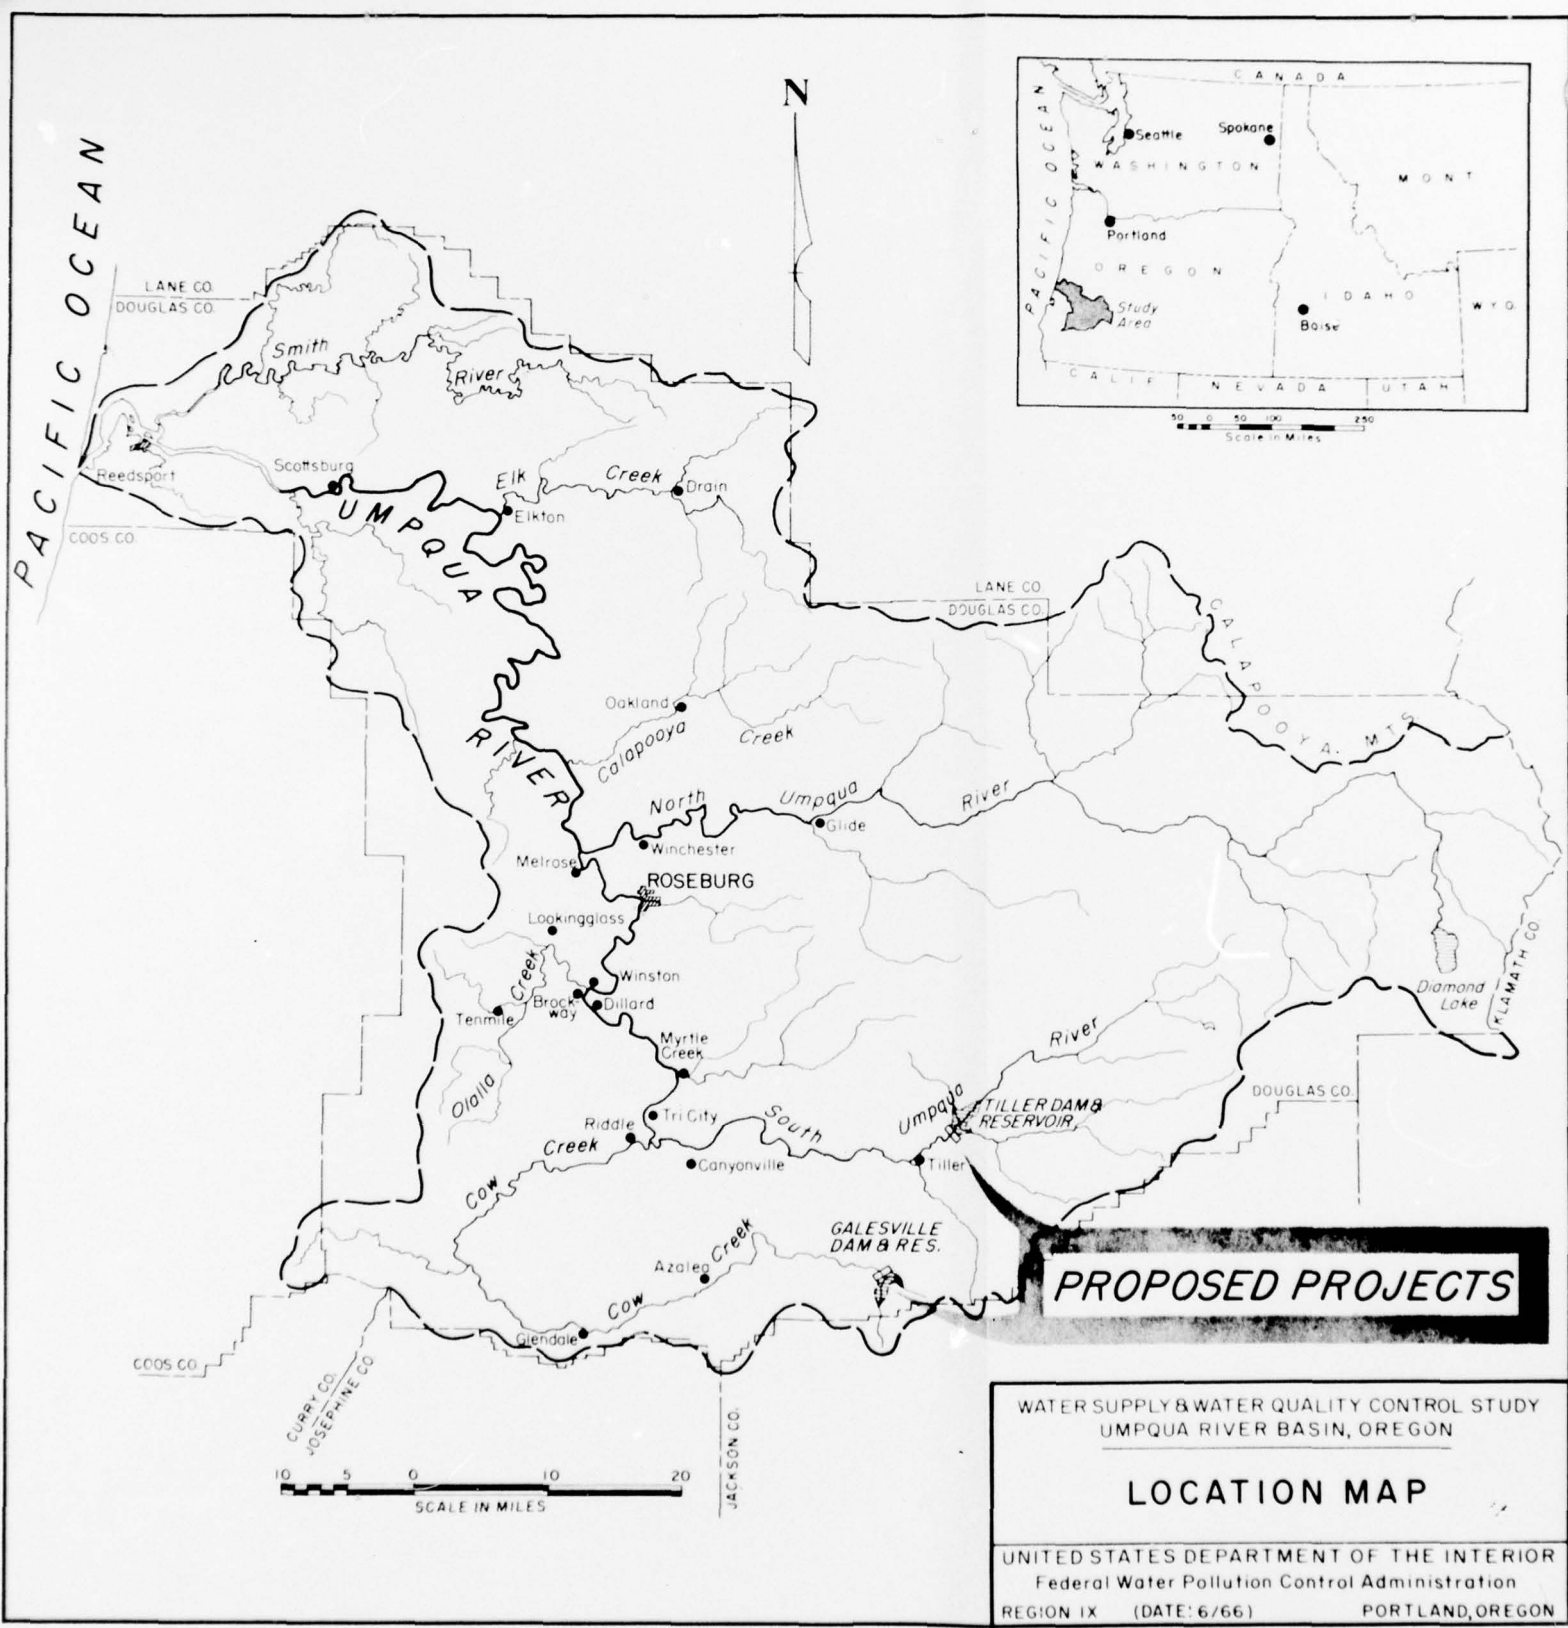 N
PACIFIC OCEAN
CANADA
PACIFIC OCEAN
Seattle
Spokane
WASHINGTON
MONT
Portland
OREGON
IDAHO
WYO.
Study
Area
Boise
CALIF
NEVADA
UTAH
50 0 50 100 250
Scale in Miles
LANE CO.
DOUGLAS CO.
Smith
River
Reedsport
Scottsburg
Elk
Creek
Drain
Elkton
UMPQUA
RIVER
COOS CO.
LANE CO.
DOUGLAS CO.
CALAPOOYA. MTS
Oakland
Calapooya
Creek
North
Umpqua
River
Glide
Winchester
Melrose
ROSEBURG
Lookingglass
Creek
Winston
Brock-
way
Dillard
Tenmile
Olalla
Myrtle
Creek
Diamond
Lake
KLAMATH CO.
River
Umpqua
TILLER DAM &
RESERVOIR
DOUGLAS CO.
Tri City
South
Riddle
Creek
Cow
Canyonville
Tiller
GALESVILLE
DAM & RES.
Azalea
Creek
Cow
Glendale
PROPOSED PROJECTS
COOS CO.
CURRY CO.
JOSEPHINE CO
JACKSON CO.
10 5 0 10 20
SCALE IN MILES
WATER SUPPLY & WATER QUALITY CONTROL STUDY
UMPQUA RIVER BASIN, OREGON
LOCATION MAP
UNITED STATES DEPARTMENT OF THE INTERIOR
Federal Water Pollution Control Administration
REGION IX (DATE: 6/66) PORTLAND, OREGON